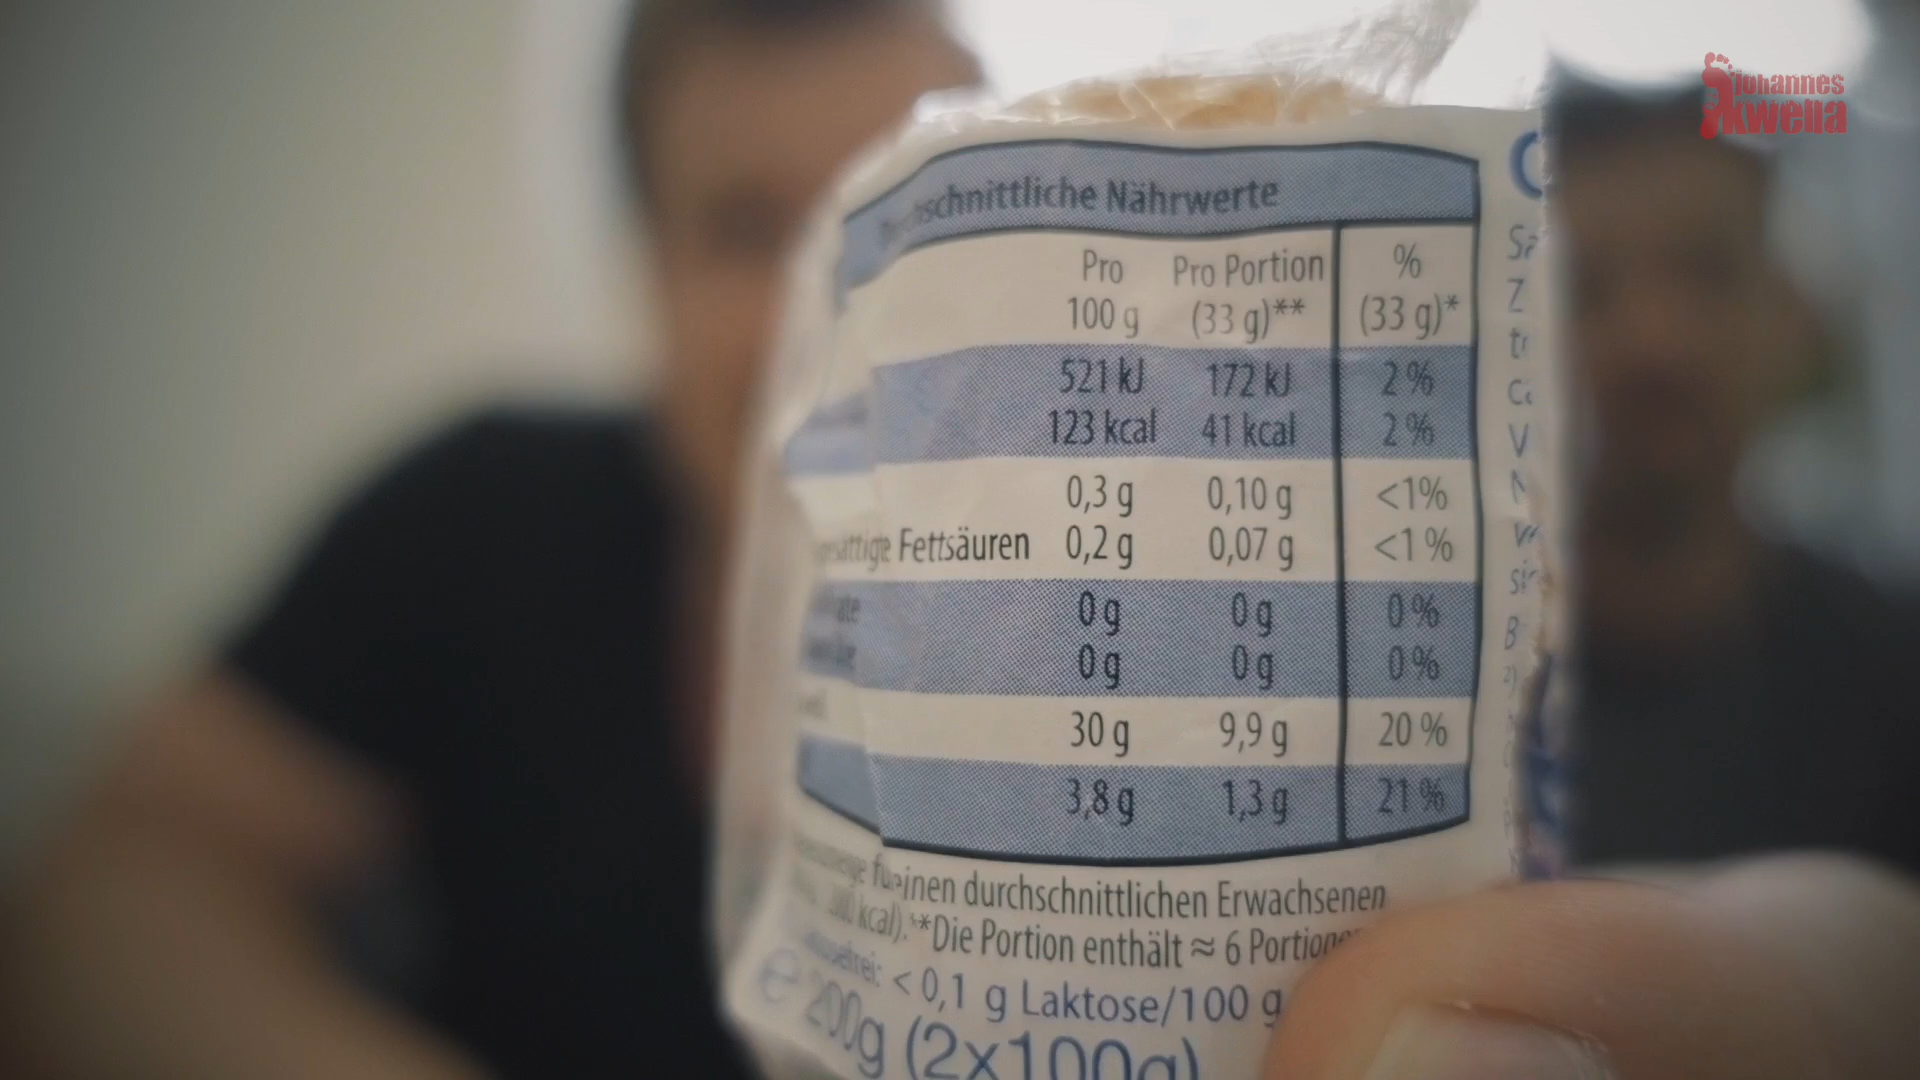 Johannes
kwella
schnittliche Nährwerte
Pro Pro Portion %
100 g (33 g)** (33 g)*
521 kJ 172 kJ 2 %
123 kcal 41 kcal 2 %
0,3 g 0,10 g <1%
Fettsäuren 0,2 g 0,07 g <1 %
0 g 0 g 0 %
0 g 0 g 0 %
30 g 9,9 g 20 %
3,8 g 1,3 g 21 %
einen durchschnittlichen Erwachsenen
kcal). **Die Portion enthält ≈ 6 Portione
< 0,1 g Laktose/100 g
e 200g (2x100g)